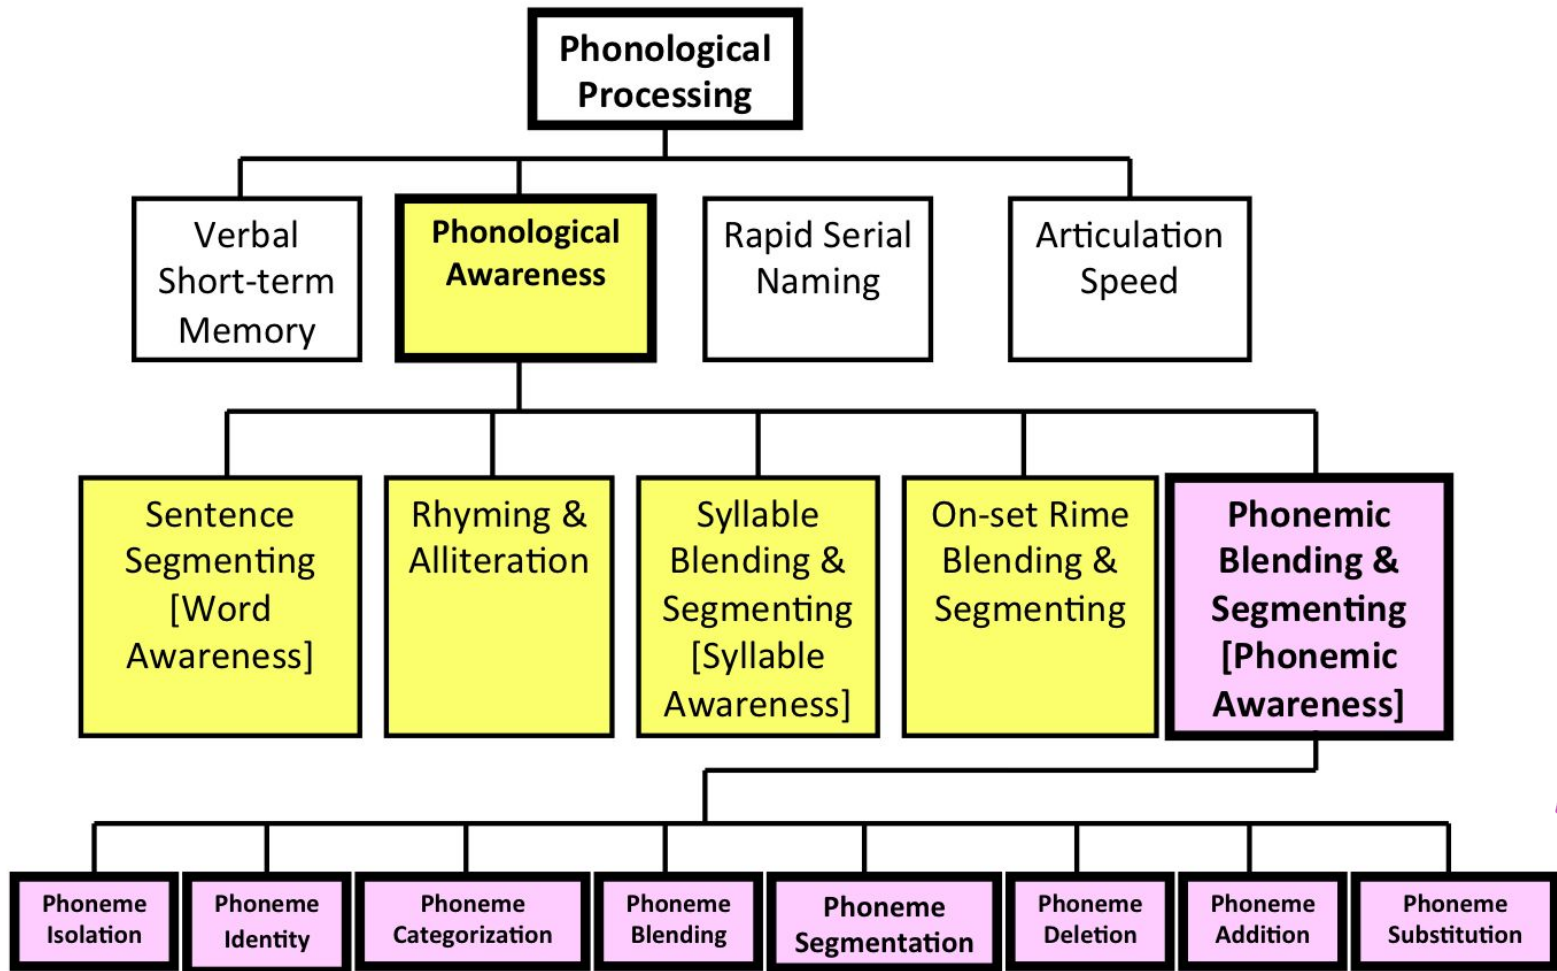 Phonological
Processing
Verbal
Short-term
Memory
Phonological
Awareness
Rapid Serial
Naming
Articulation
Speed
Sentence
Segmenting
[Word
Awareness]
Rhyming &
Alliteration
Syllable
Blending &
Segmenting
[Syllable
Awareness]
On-set Rime
Blending &
Segmenting
Phonemic
Blending &
Segmenting
[Phonemic
Awareness]
Phoneme
Isolation
Phoneme
Identity
Phoneme
Categorization
Phoneme
Blending
Phoneme
Segmentation
Phoneme
Deletion
Phoneme
Addition
Phoneme
Substitution